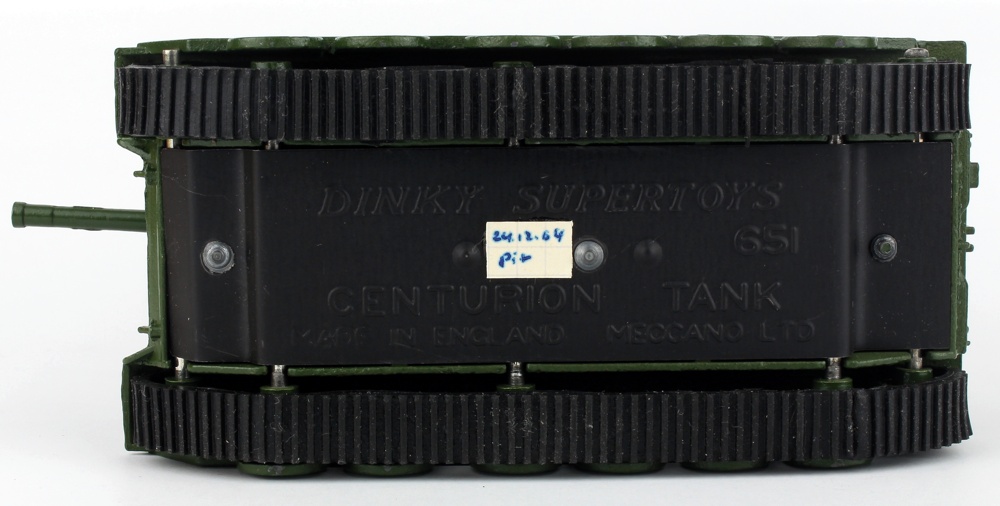 DINKY SUPERTOYS
651
24.12.64
Pit
CENTURION TANK
MADE IN ENGLAND MECCANO LTD